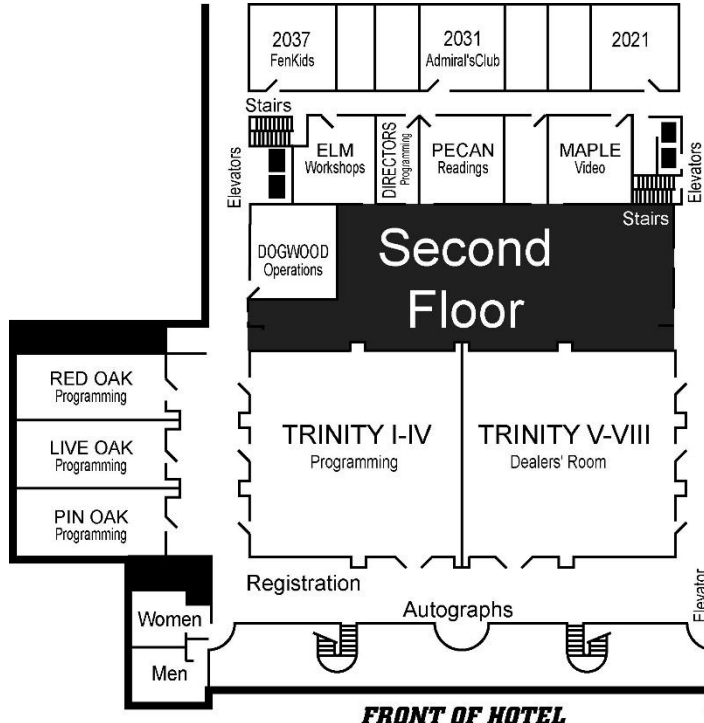 2037
FenKids
2031
Admiral'sClub
2021
Stairs
Elevators
ELM
Workshops
DIRECTORS
Programming
PECAN
Readings
MAPLE
Video
Elevators
Stairs
DOGWOOD
Operations
Second
Floor
RED OAK
Programming
LIVE OAK
Programming
PIN OAK
Programming
TRINITY I-IV
Programming
TRINITY V-VIII
Dealers' Room
Registration
Autographs
Elevator
Women
Men
FRONT OF HOTEL